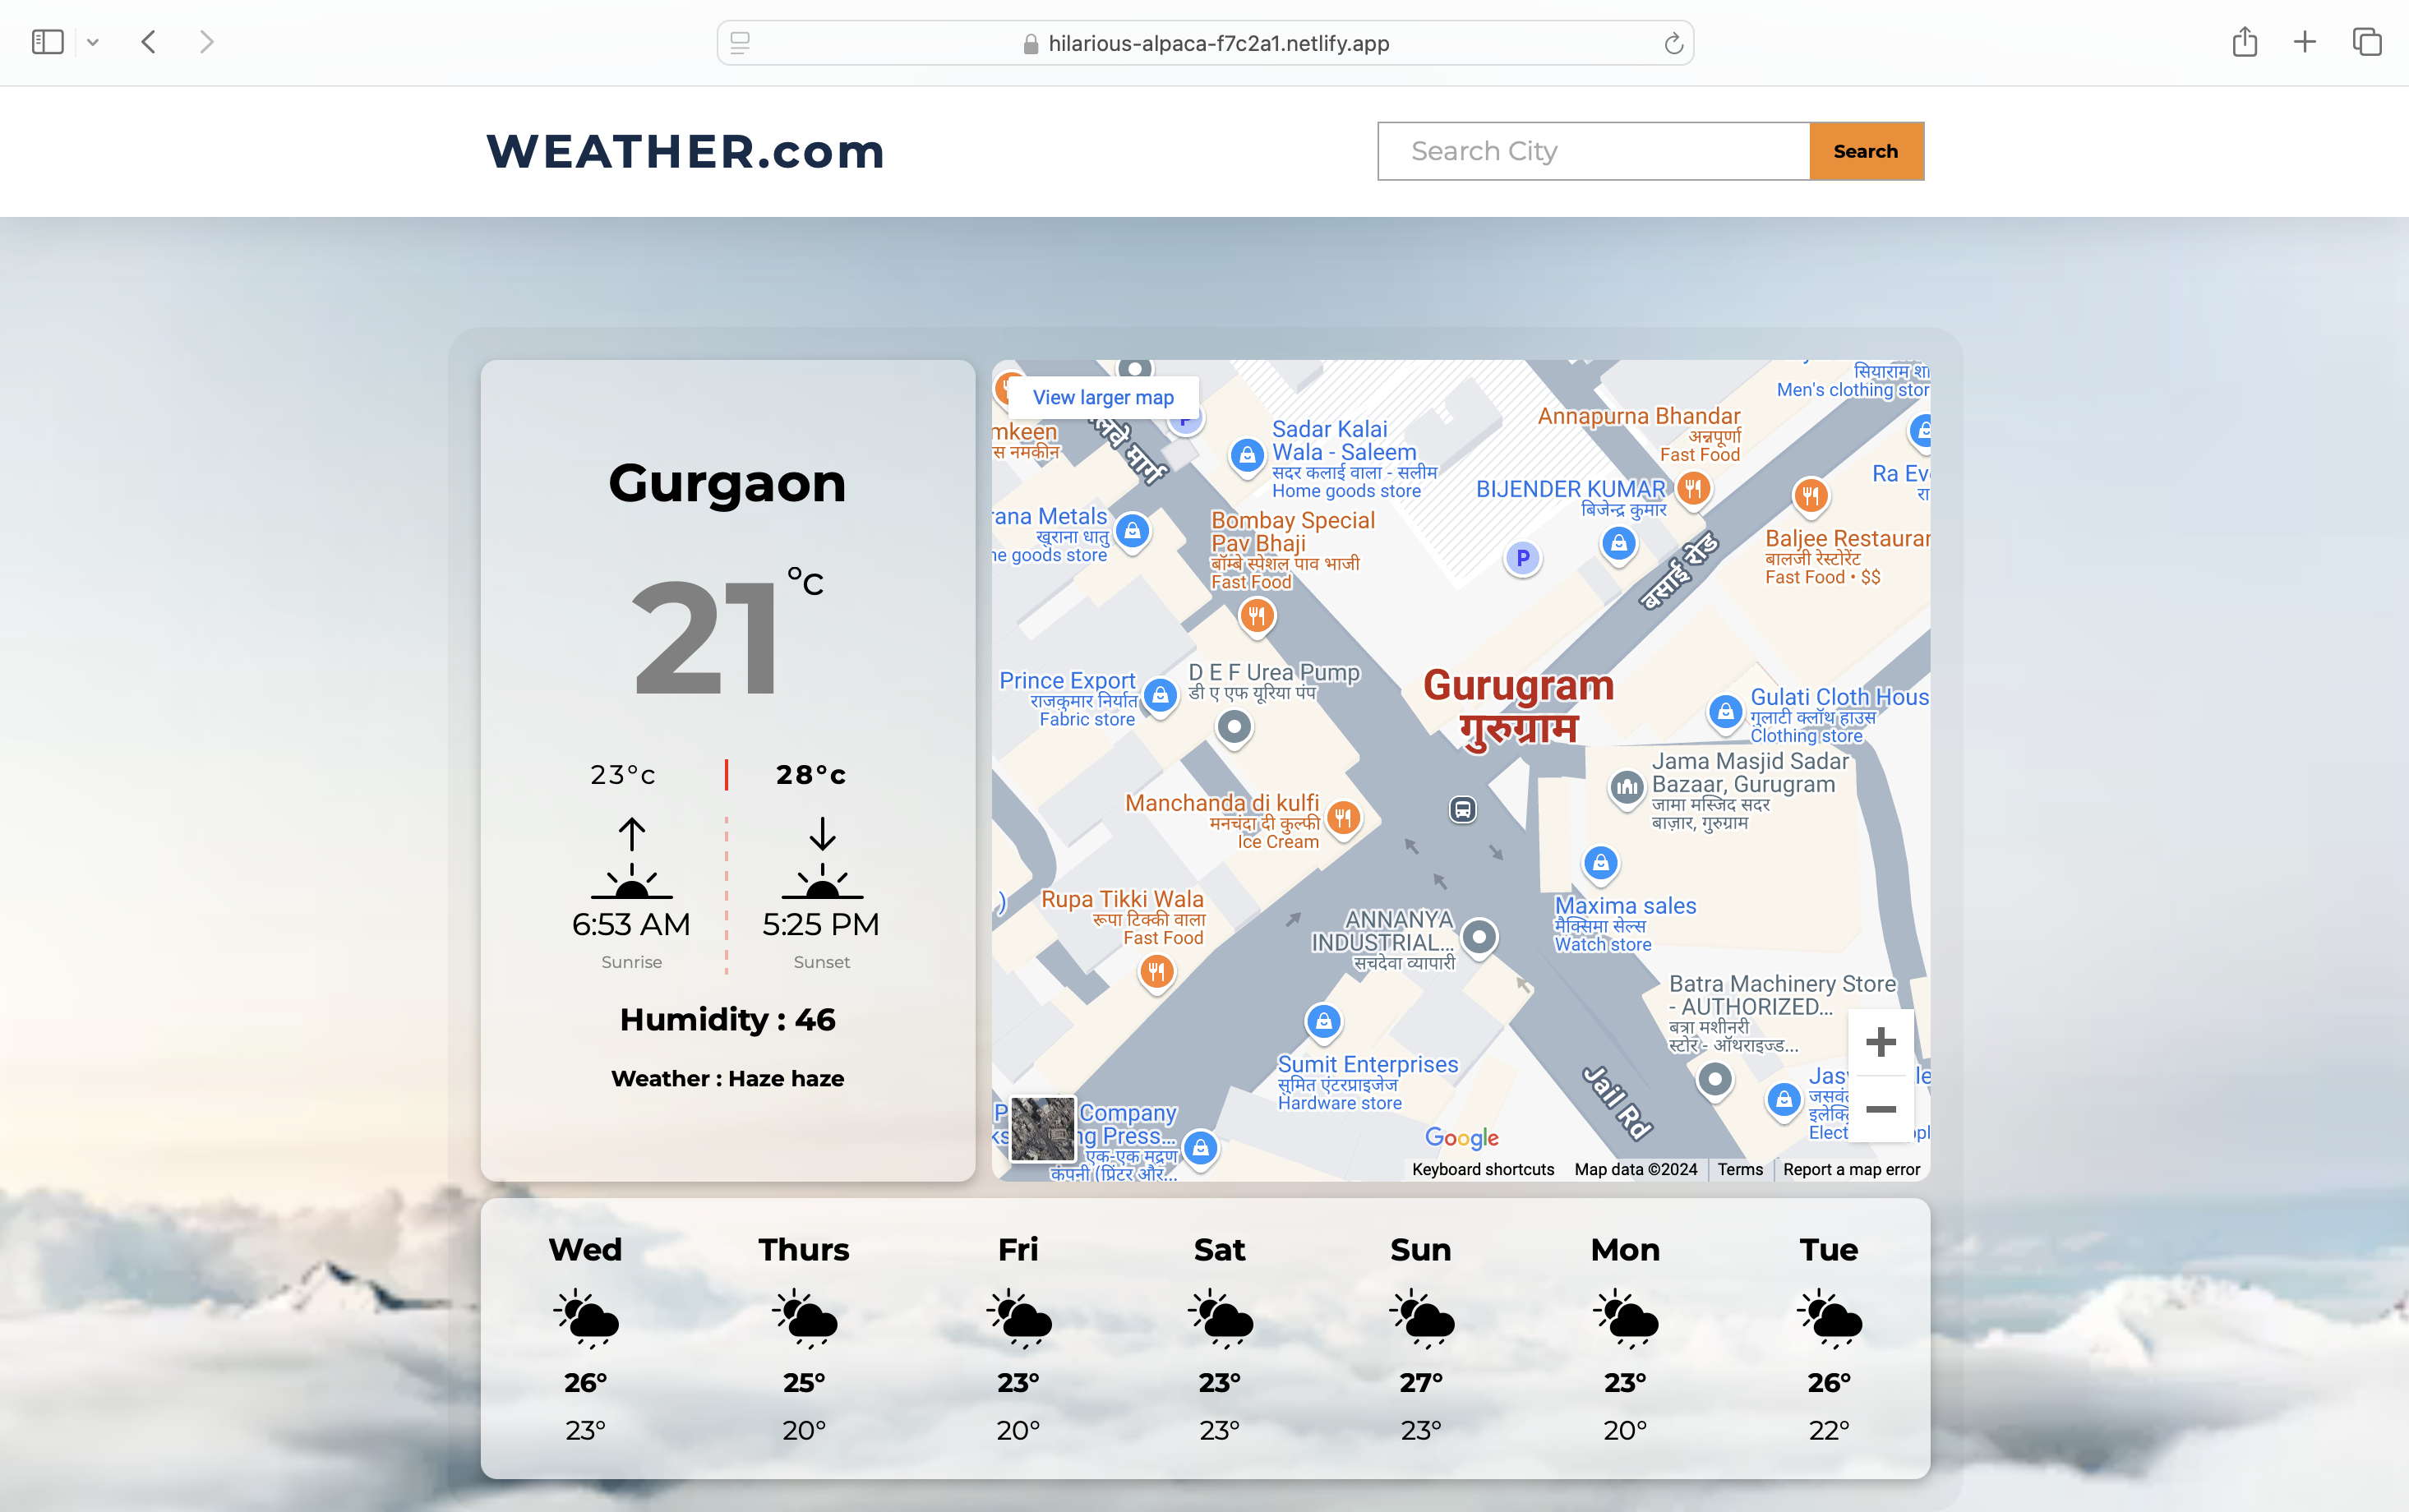 hilarious-alpaca-f7c2a1.netlify.app
WEATHER.com
Search City
Search
Gurgaon
21 °c
23°c
28°c
6:53 AM
5:25 PM
Sunrise
Sunset
Humidity : 46
Weather : Haze haze
View larger map
mkeen
स नमकीन
Sadar Kalai
Wala - Saleem
सदर कलाई वाला - सलीम
Home goods store
Annapurna Bhandar
अन्नपूर्णा
Fast Food
सियाराम
Men's clothing stor
BIJENDER KUMAR
बिजेन्द्र कुमार
Ra Ev
रा
rana Metals
खुराना धातु
ne goods store
Bombay Special
Pav Bhaji
बॉम्बे स्पेशल पाव भाजी
Fast Food
P
बसाई रोड
Baljee Restaurar
बालजी रेस्टोरेंट
Fast Food • $$
Prince Export
राजकुमार निर्यात
Fabric store
D E F Urea Pump
डी ए एफ यूरिया पंप
Gurugram
गुरुग्राम
Gulati Cloth Hous
गुलाटी क्लॉथ हाउस
Clothing store
Jama Masjid Sadar
Bazaar, Gurugram
जामा मस्जिद सदर
बाज़ार, गुरुग्राम
Manchanda di kulfi
मनचंदा दी कुल्फी
Ice Cream
Rupa Tikki Wala
रूपा टिक्की वाला
Fast Food
ANNANYA
INDUSTRIAL...
सचदेवा व्यापारी
Maxima sales
मैक्सिमा सेल्स
Watch store
Batra Machinery Store
- AUTHORIZED...
बत्रा मशीनरी
स्टोर - ऑथराइज्ड...
Sumit Enterprises
सुमित एंटरप्राइजेज
Hardware store
Jail Rd
Company
ng Press...
एक-एक मद्रण
कंपनी (प्रिंटर और...
Google
Keyboard shortcuts
Map data ©2024
Terms
Report a map error
Wed
Thurs
Fri
Sat
Sun
Mon
Tue
26°
25°
23°
23°
27°
23°
26°
23°
20°
20°
23°
23°
20°
22°